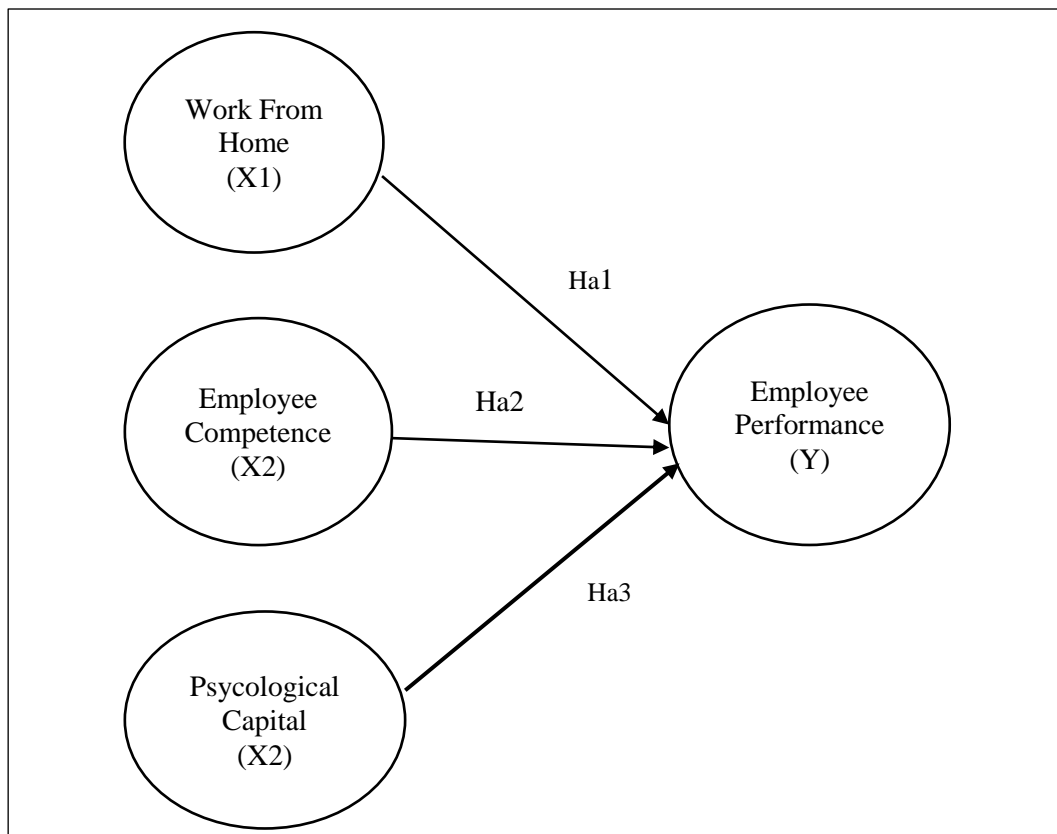 Work From
Home
(X1)
Ha1
Employee
Competence
(X2)
Ha2
Employee
Performance
(Y)
Ha3
Psycological
Capital
(X2)